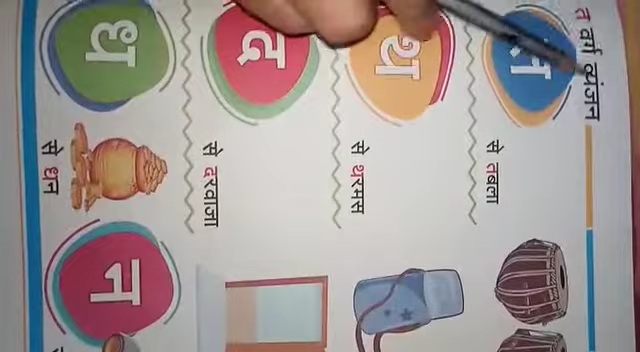 त वर्ग व्यंजन
त
से तबला
थ
से थरमस
द
से दरवाजा
ध
से धन
न